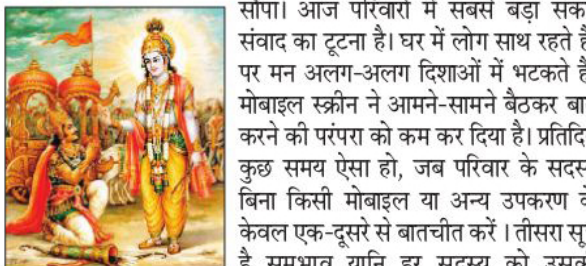 सौंपा। आज परिवारों में सबसे बड़ा
संवाद का टूटना है। घर में लोग साथ रहते
पर मन अलग-अलग दिशाओं में भटकते
मोबाइल स्क्रीन ने आमने-सामने बैठकर
करने की परंपरा को कम कर दिया है।
कुछ समय ऐसा हो, जब परिवार के
बिना किसी मोबाइल या अन्य उपकरण
केवल एक-दूसरे से बातचीत करें। तीसरा
है समभाव यानि हर सदस्य को